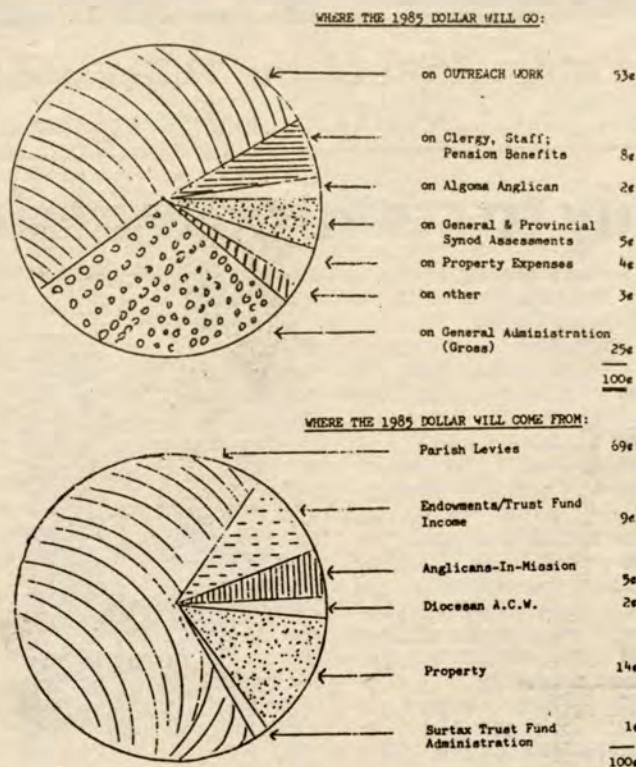 WHERE THE 1985 DOLLAR WILL GO:
on OUTREACH WORK 53¢
on Clergy, Staff;
Pension Benefits 8¢
on Algoma Anglican 2¢
on General & Provincial
Synod Assessments 5¢
on Property Expenses 4¢
on other 3¢
on General Administration
(Gross) 25¢
100¢
WHERE THE 1985 DOLLAR WILL COME FROM:
Parish Levies 69¢
Endowments/Trust Fund
Income 9¢
Anglicans-In-Mission
5¢
Diocesan A.C.W. 2¢
Property 14¢
Surtax Trust Fund 1¢
Administration
100¢